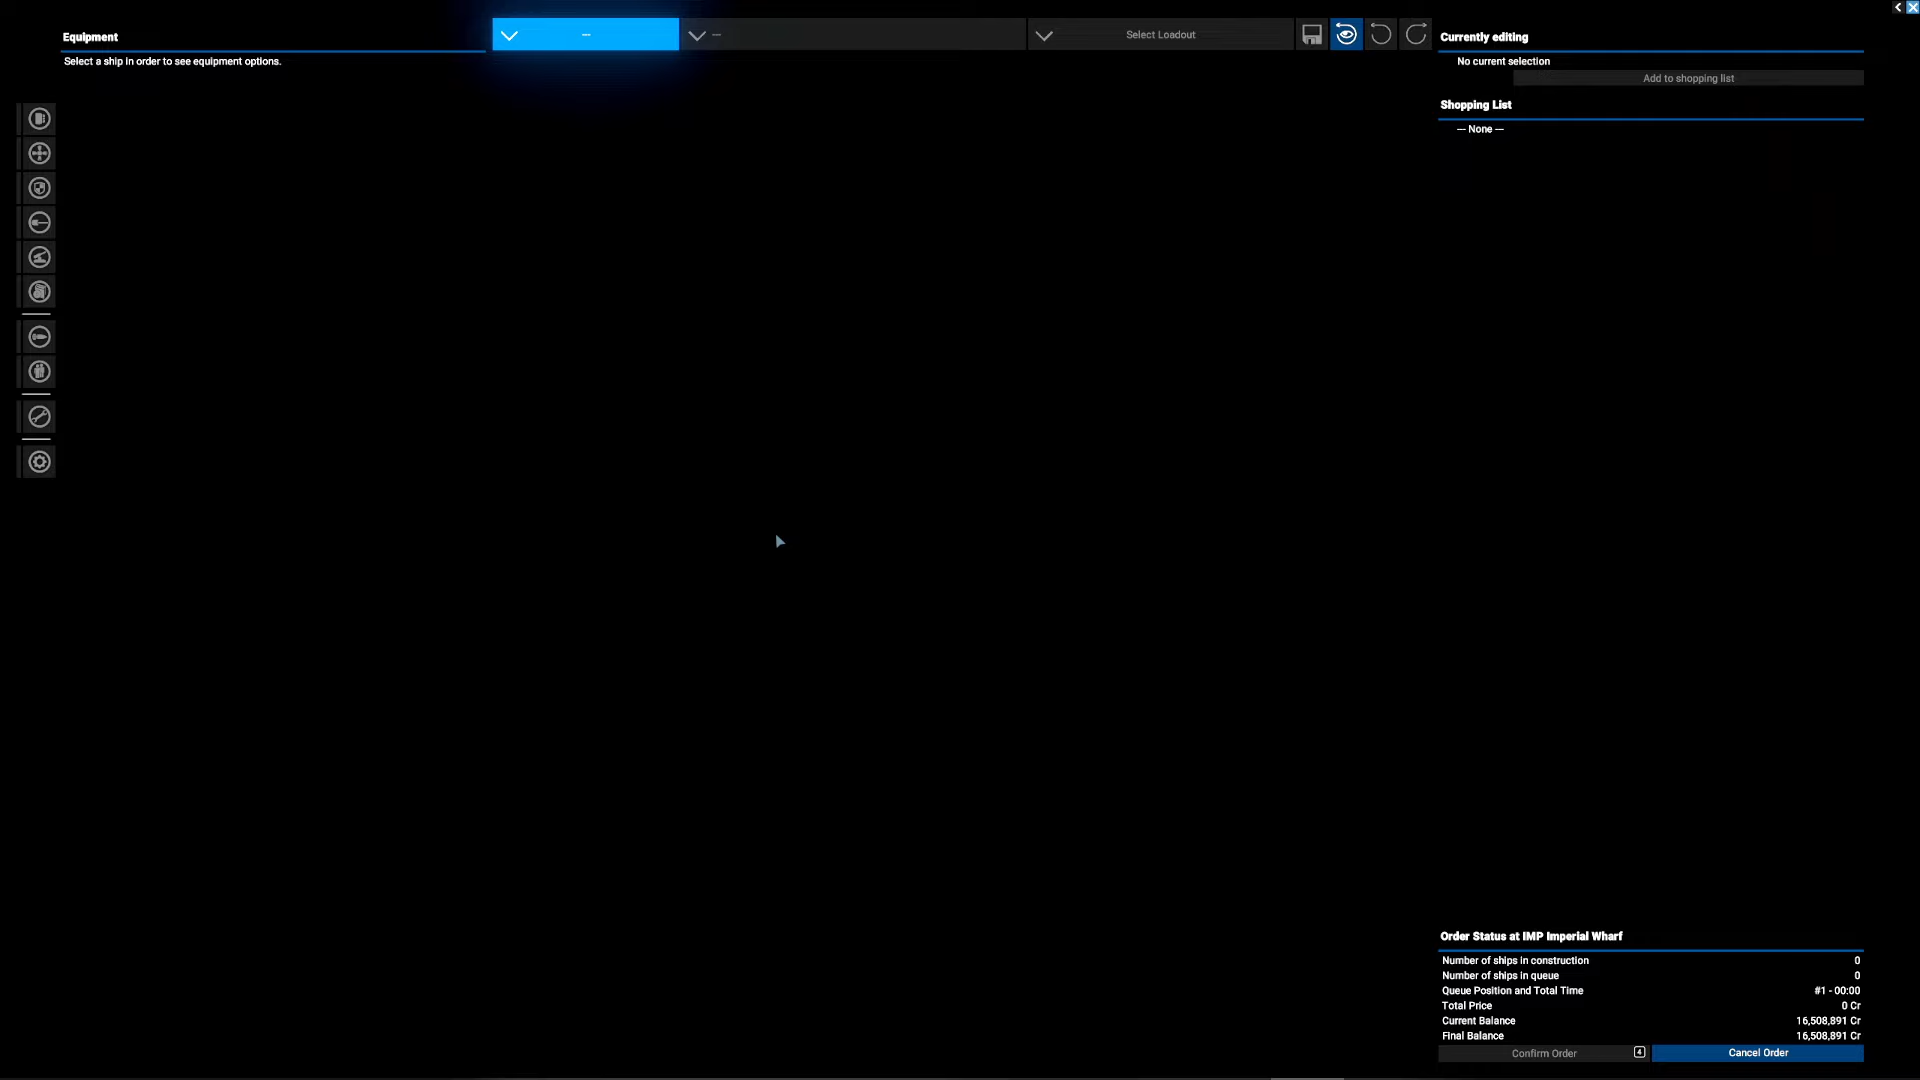 Equipment
Select a ship in order to see equipment options.
--
--
Select Loadout
Currently editing
No current selection
Add to shopping list
Shopping List
— None —
Order Status at IMP Imperial Wharf
Number of ships in construction 0
Number of ships in queue 0
Queue Position and Total Time #1 - 00:00
Total Price 0 Cr
Current Balance 16,508,891 Cr
Final Balance 16,508,891 Cr
Confirm Order 4
Cancel Order